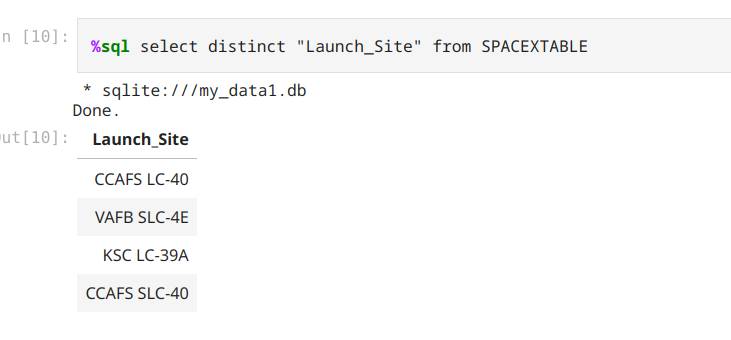 n [10]:
%sql select distinct "Launch_Site" from SPACEXTABLE
* sqlite:///my_data1.db
Done.
ut[10]:
Launch_Site
CCAFS LC-40
VAFB SLC-4E
KSC LC-39A
CCAFS SLC-40